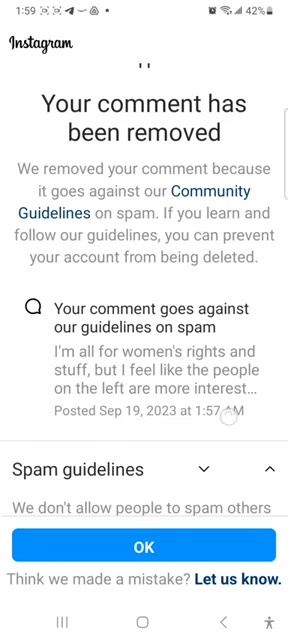 1:59
42%
Instagram
Your comment has
been removed
We removed your comment because
it goes against our Community
Guidelines on spam. If you learn and
follow our guidelines, you can prevent
your account from being deleted.
Your comment goes against
our guidelines on spam
I'm all for women's rights and
stuff, but I feel like the people
on the left are more interest...
Posted Sep 19, 2023 at 1:57 AM
Spam guidelines
We don't allow people to spam others
OK
Think we made a mistake? Let us know.